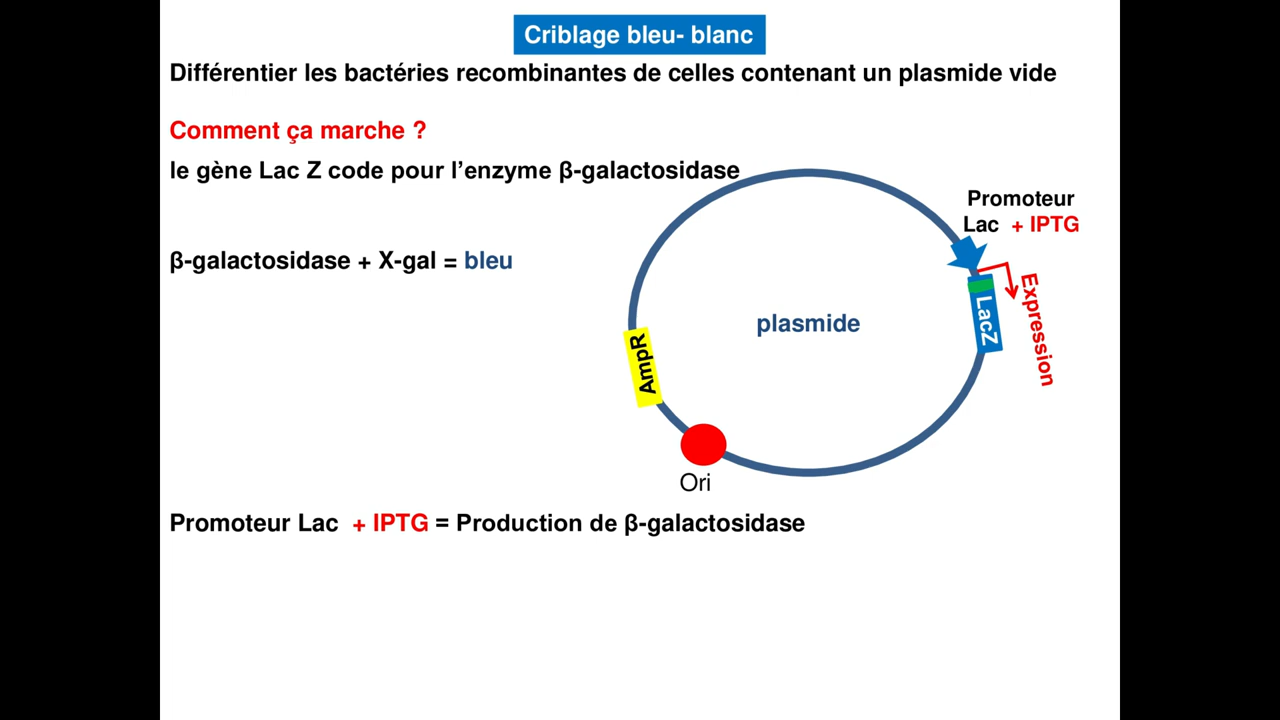 Criblage bleu- blanc
Différentier les bactéries recombinantes de celles contenant un plasmide vide
Comment ça marche ?
le gène Lac Z code pour l’enzyme β-galactosidase
Promoteur
Lac + IPTG
β-galactosidase + X-gal = bleu
Expression
LacZ
plasmide
AmpR
Ori
Promoteur Lac + IPTG = Production de β-galactosidase